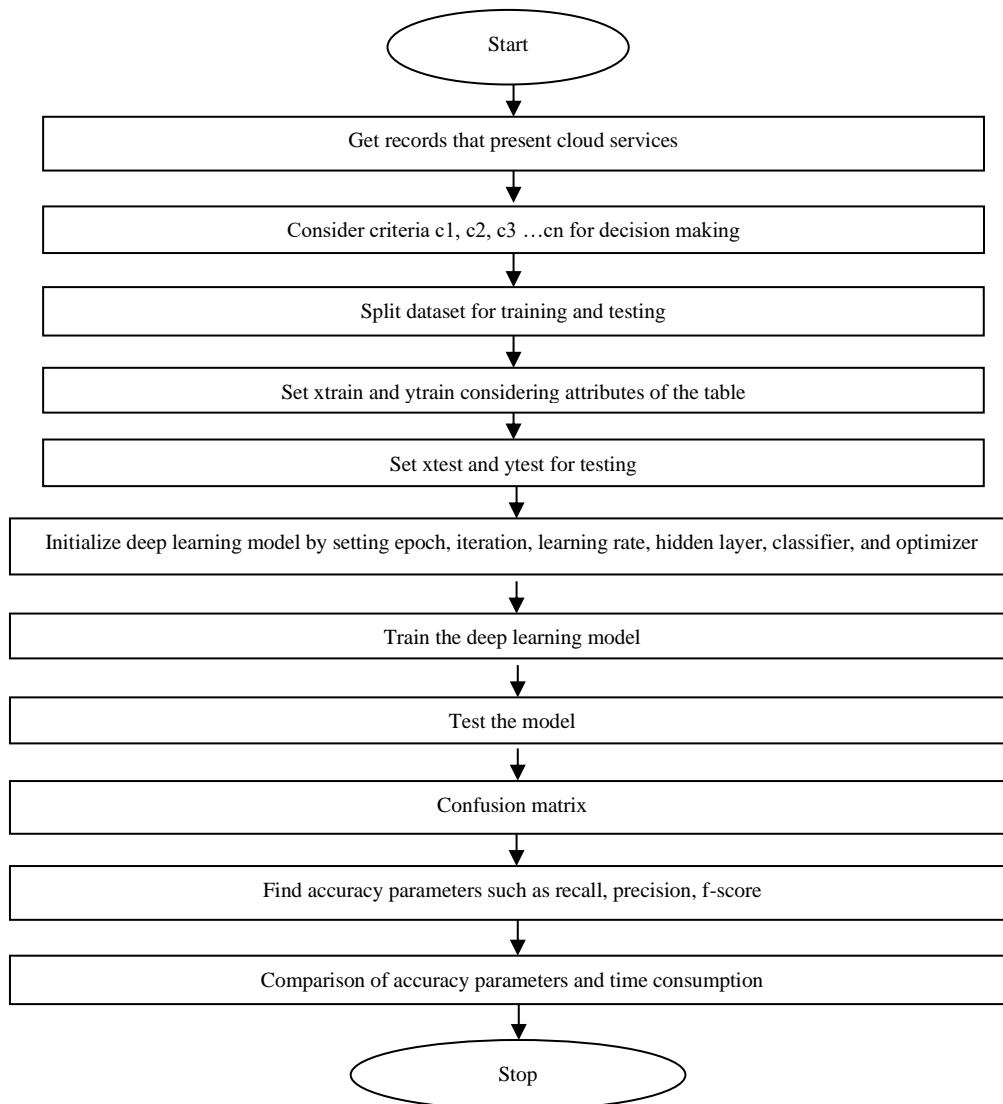 Start
Get records that present cloud services
Consider criteria c1, c2, c3 …cn for decision making
Split dataset for training and testing
Set xtrain and ytrain considering attributes of the table
Set xtest and ytest for testing
Initialize deep learning model by setting epoch, iteration, learning rate, hidden layer, classifier, and optimizer
Train the deep learning model
Test the model
Confusion matrix
Find accuracy parameters such as recall, precision, f-score
Comparison of accuracy parameters and time consumption
Stop